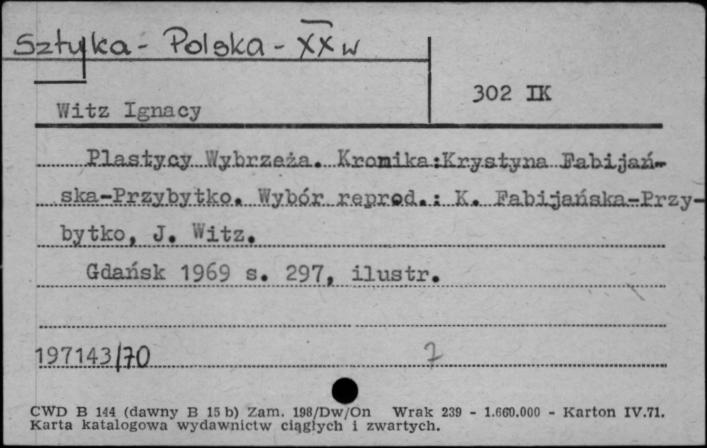 Sztuka - Polska - XX w
302 IK
Witz Ignacy
Plastycy Wybrzeża. Kronika:Krystyna Fabijań-
ska-Przybytko. Wybór reprod.: K. Fabijańska-Przy-
bytko, J. Witz.
Gdańsk 1969 s. 297, ilustr.
197143/70
7
CWD B 144 (dawny B 15 b) Zam. 198/Dw/On Wrak 239 - 1.660.000 - Karton IV.71.
Karta katalogowa wydawnictw ciągłych i zwartych.